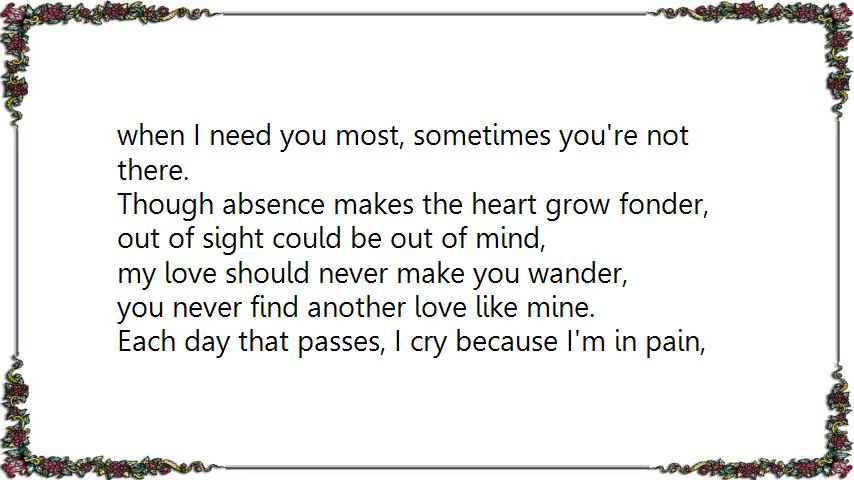 when I need you most, sometimes you're not
there.
Though absence makes the heart grow fonder,
out of sight could be out of mind,
my love should never make you wander,
you never find another love like mine.
Each day that passes, I cry because I'm in pain,